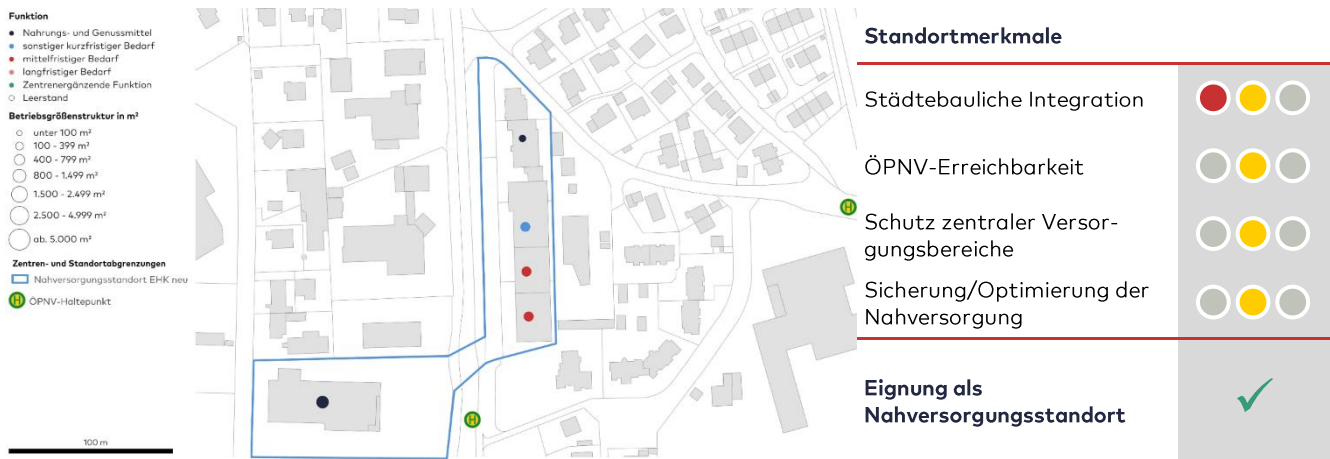 Funktion
Nahrungs- und Genussmittel
sonstiger kurzfristiger Bedarf
mittelfristiger Bedarf
langfristiger Bedarf
Zentrenergänzende Funktion
Leerstand
Betriebsgrößenstruktur in m²
unter 100 m²
100 - 399 m²
400 - 799 m²
800 - 1.499 m²
1.500 - 2.499 m²
2.500 - 4.999 m²
ab. 5.000 m²
Zentren- und Standortabgrenzungen
Nahversorgungsstandort EHK neu
H ÖPNV-Haltepunkt
100 m
H
H
Standortmerkmale
Städtebauliche Integration
ÖPNV-Erreichbarkeit
Schutz zentraler Versor-
gungsbereiche
Sicherung/Optimierung der
Nahversorgung
Eignung als
Nahversorgungsstandort